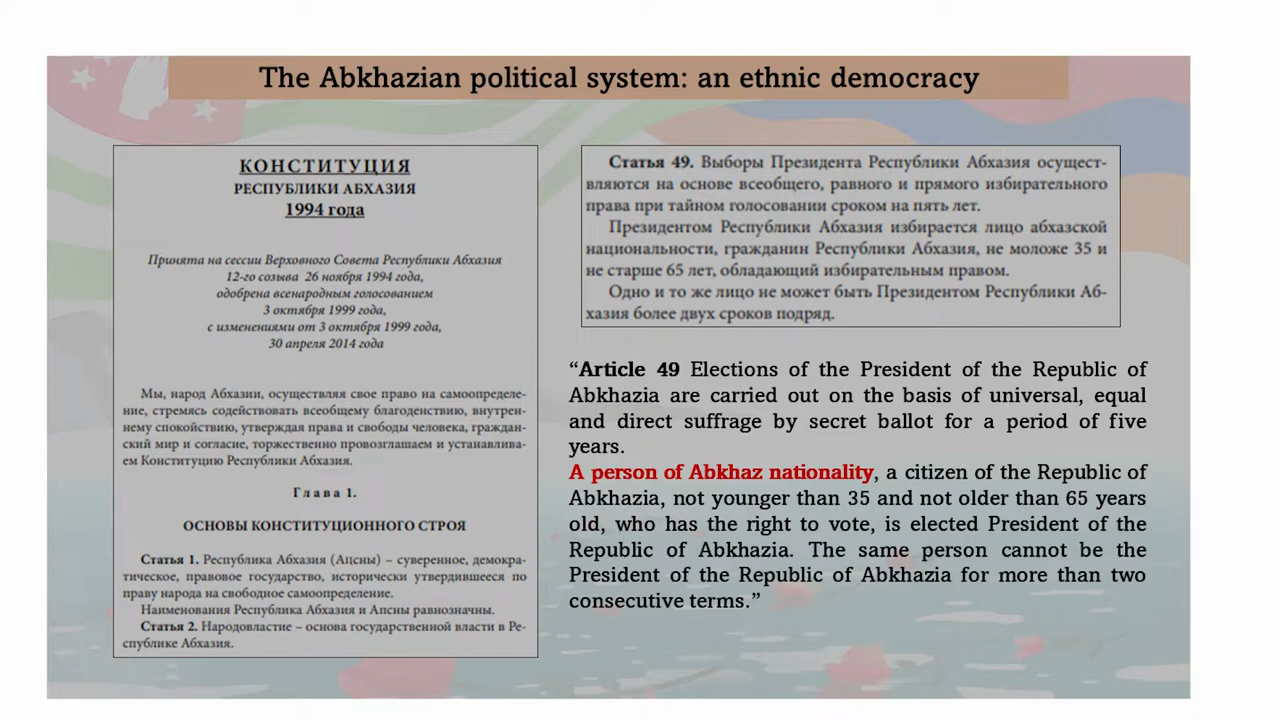 The Abkhazian political system: an ethnic democracy
КОНСТИТУЦИЯ
РЕСПУБЛИКИ АБХАЗИЯ
1994 года
Принята на сессии Верховного Совета Республики Абхазия
12-го созыва 26 ноября 1994 года,
одобрена всенародным голосованием
3 октября 1999 года,
с изменениями от 3 октября 1999 года,
30 апреля 2014 года
Мы, народ Абхазии, осуществляя свое право на самоопределе-
ние, стремясь содействовать всеобщему благоденствию, внутрен-
нему спокойствию, утверждая права и свободы человека, граждан-
ский мир и согласие, торжественно провозглашаем и устанавлива-
ем Конституцию Республики Абхазия.
Глава 1.
ОСНОВЫ КОНСТИТУЦИОННОГО СТРОЯ
Статья 1. Республика Абхазия (Аԥсны) – суверенное, демокра-
тическое, правовое государство, исторически утвердившееся по
праву народа на свободное самоопределение.
Наименования Республика Абхазия и Апсны равнозначны.
Статья 2. Народовластие – основа государственной власти в Ре-
спублике Абхазия.
Статья 49. Выборы Президента Республики Абхазия осущест-
вляются на основе всеобщего, равного и прямого избирательного
права при тайном голосовании сроком на пять лет.
Президентом Республики Абхазия избирается лицо абхазской
национальности, гражданин Республики Абхазия, не моложе 35 и
не старше 65 лет, обладающий избирательным правом.
Одно и то же лицо не может быть Президентом Республики Аб-
хазия более двух сроков подряд.
“Article 49 Elections of the President of the Republic of
Abkhazia are carried out on the basis of universal, equal
and direct suffrage by secret ballot for a period of five
years.
A person of Abkhaz nationality, a citizen of the Republic of
Abkhazia, not younger than 35 and not older than 65 years
old, who has the right to vote, is elected President of the
Republic of Abkhazia. The same person cannot be the
President of the Republic of Abkhazia for more than two
consecutive terms.”